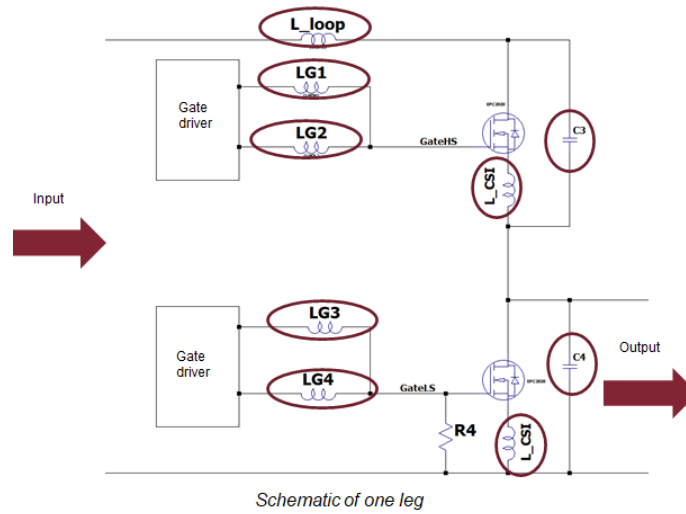 L_loop
LG1
Gate
driver
LG2
GateHS
EPC2020
C3
L_CSI
Input
LG3
Gate
driver
LG4
GateLS
C4
Output
R4
L_CSI
Schematic of one leg